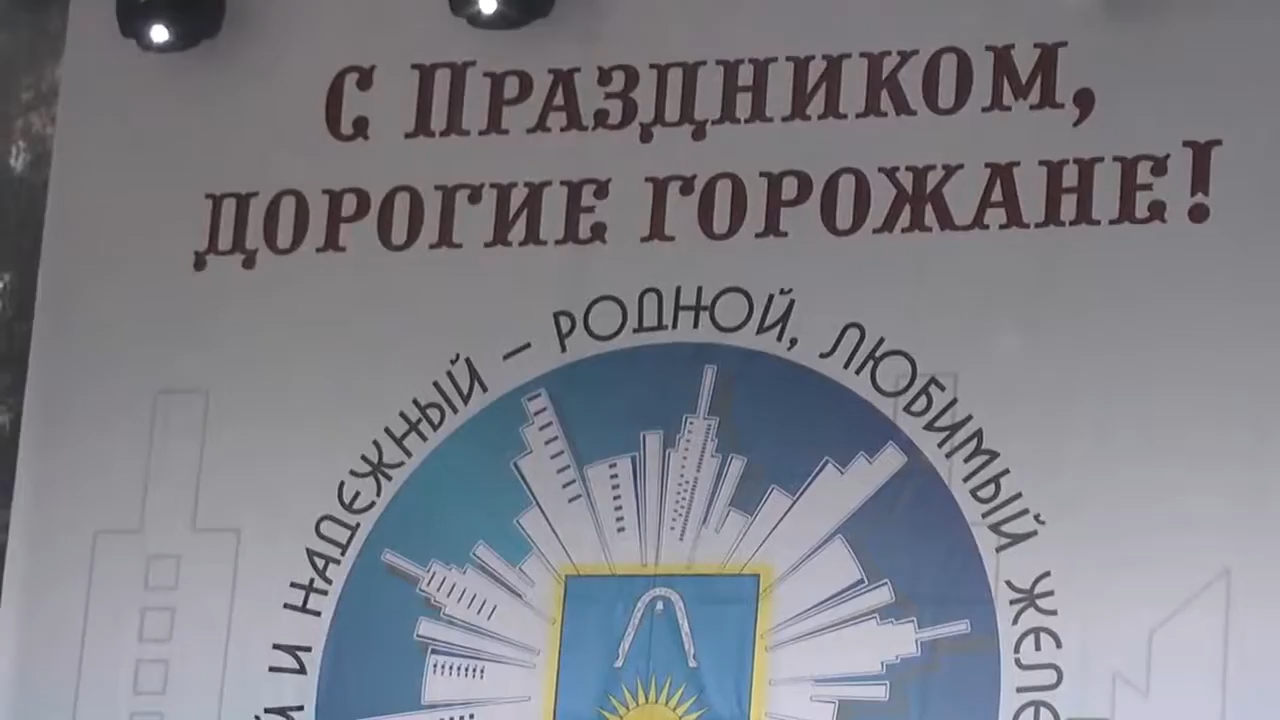 С ПРАЗДНИКОМ,
ДОРОГИЕ ГОРОЖАНЕ!
И НАДЕЖНЫЙ – РОДНОЙ, ЛЮБИМЫЙ